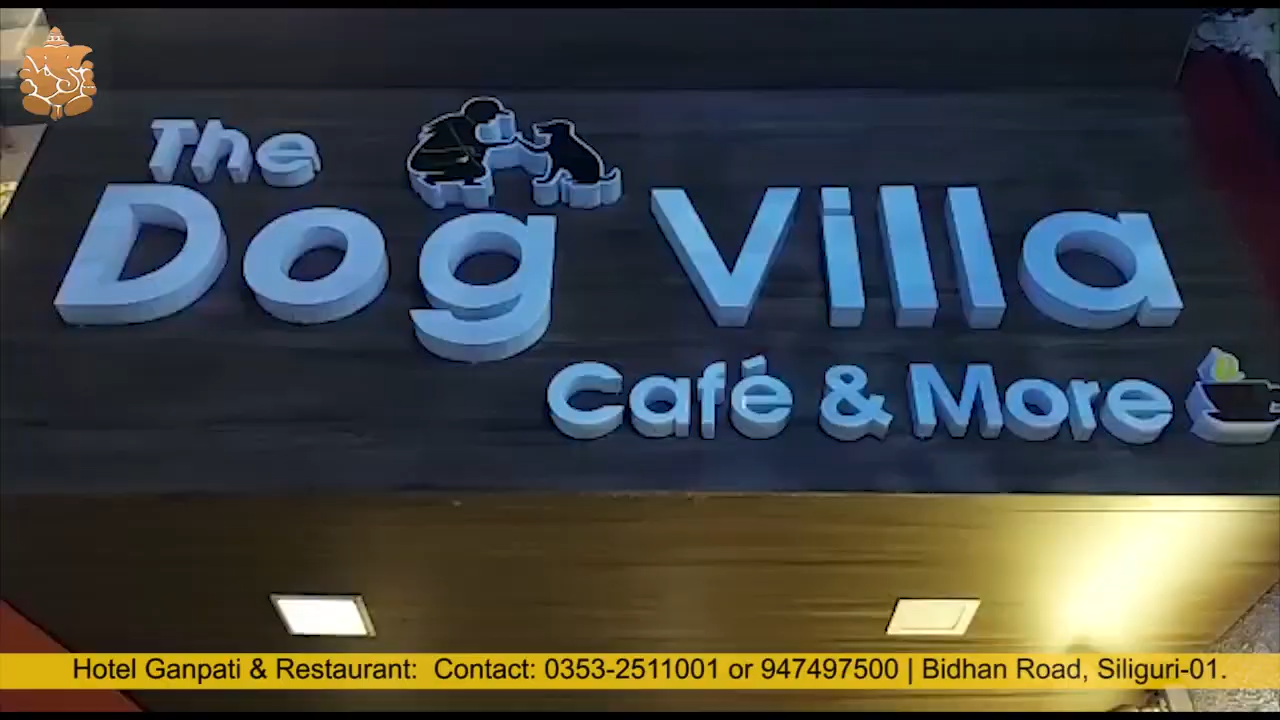 The
Dog Villa
Café & More
Hotel Ganpati & Restaurant: Contact: 0353-2511001 or 947497500 | Bidhan Road, Siliguri-01.